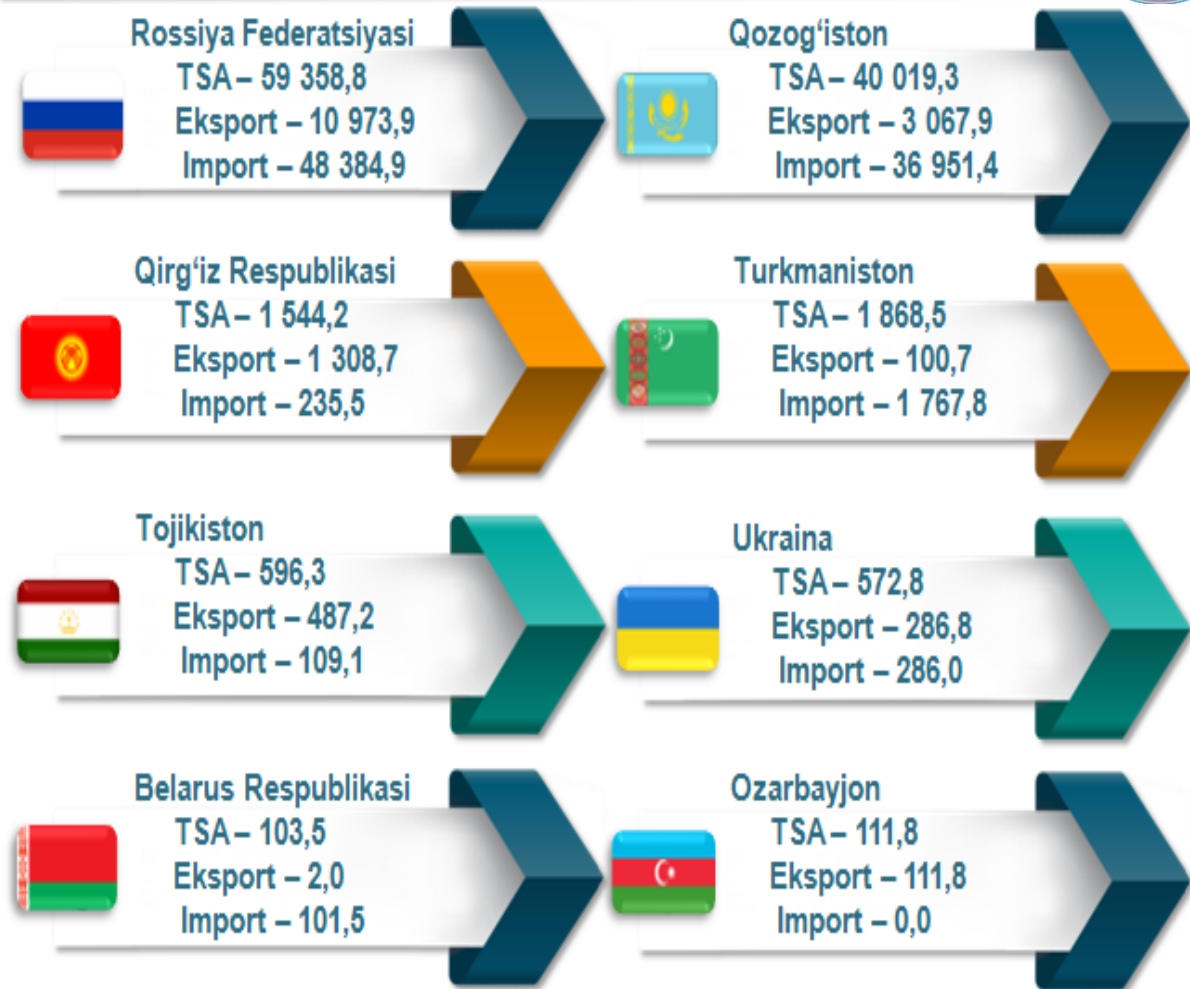 Rossiya Federatsiyasi
TSA – 59 358,8
Eksport – 10 973,9
Import – 48 384,9
Qozog‘iston
TSA – 40 019,3
Eksport – 3 067,9
Import – 36 951,4
Qirg‘iz Respublikasi
TSA – 1 544,2
Eksport – 1 308,7
Import – 235,5
Turkmaniston
TSA – 1 868,5
Eksport – 100,7
Import – 1 767,8
Tojikiston
TSA – 596,3
Eksport – 487,2
Import – 109,1
Ukraina
TSA – 572,8
Eksport – 286,8
Import – 286,0
Belarus Respublikasi
TSA – 103,5
Eksport – 2,0
Import – 101,5
Ozarbayjon
TSA – 111,8
Eksport – 111,8
Import – 0,0